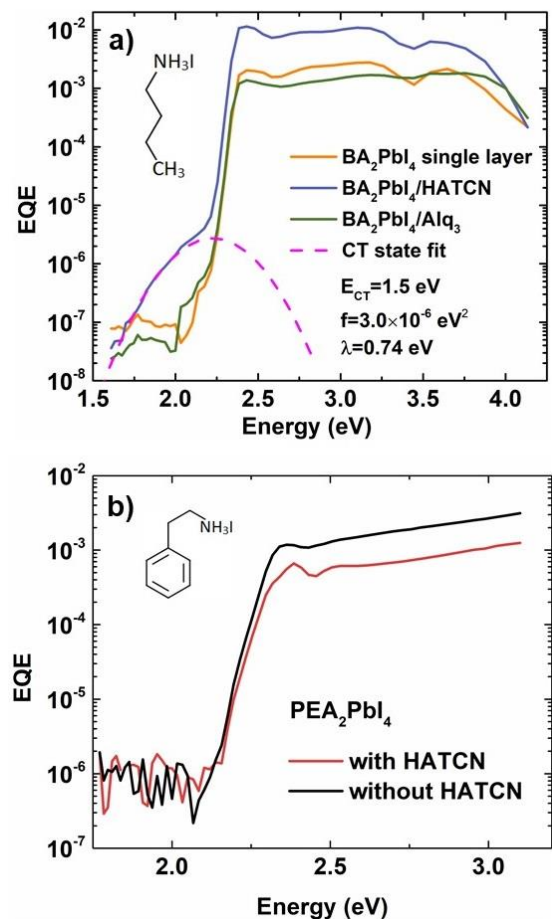 a)
NH₃I
CH₃
BA₂PbI₄ single layer
BA₂PbI₄/HATCN
BA₂PbI₄/Alq₃
CT state fit
E_CT=1.5 eV
f=3.0×10⁻⁶ eV²
λ=0.74 eV
EQE
10⁻²
10⁻³
10⁻⁴
10⁻⁵
10⁻⁶
10⁻⁷
10⁻⁸
1.5 2.0 2.5 3.0 3.5 4.0
Energy (eV)
b)
NH₃I
PEA₂PbI₄
with HATCN
without HATCN
EQE
10⁻²
10⁻³
10⁻⁴
10⁻⁵
10⁻⁶
10⁻⁷
2.0 2.5 3.0
Energy (eV)